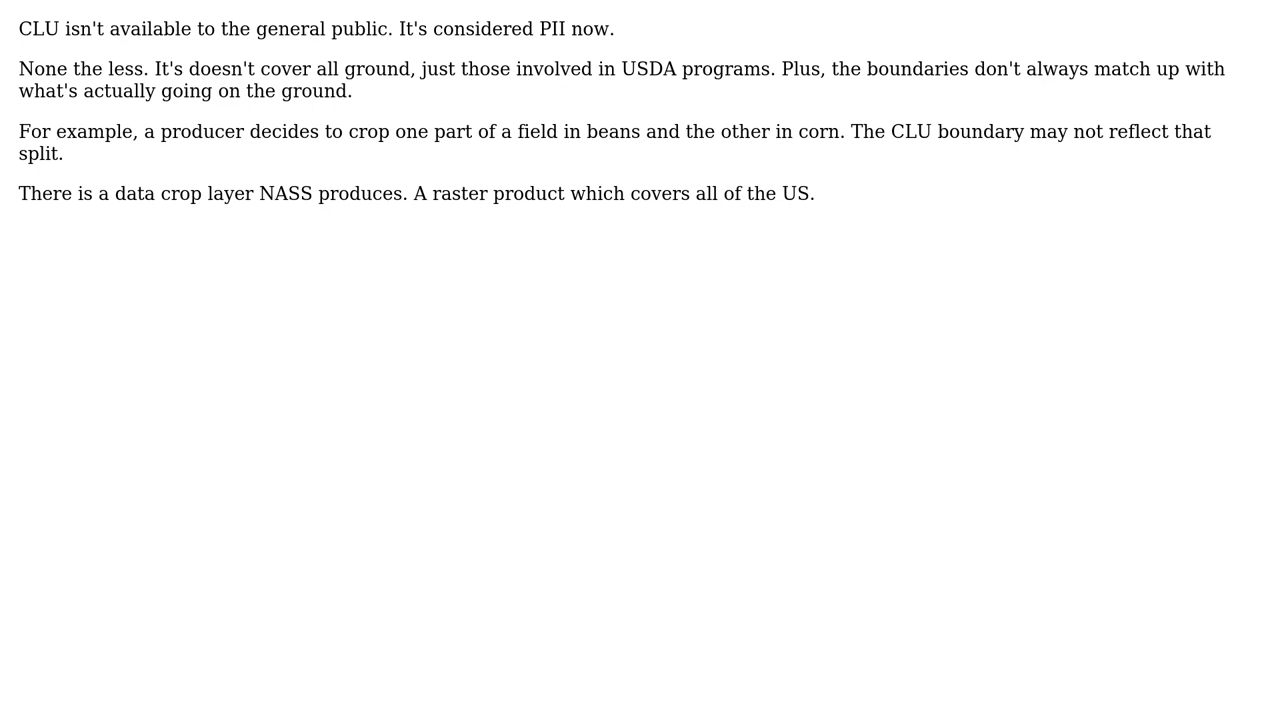 CLU isn't available to the general public. It's considered PII now.
None the less. It's doesn't cover all ground, just those involved in USDA programs. Plus, the boundaries don't always match up with
what's actually going on the ground.
For example, a producer decides to crop one part of a field in beans and the other in corn. The CLU boundary may not reflect that
split.
There is a data crop layer NASS produces. A raster product which covers all of the US.